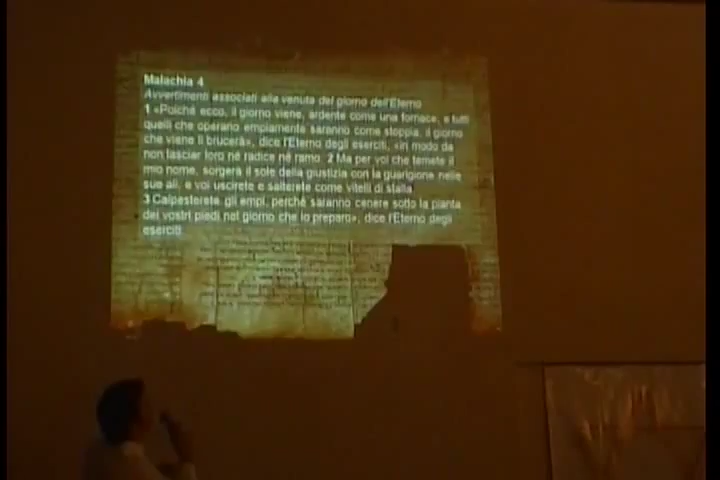 Malachia 4
Avvertimenti associati alla venuta del giorno dell'Eterno
1 «Poiché ecco, il giorno viene, ardente come una fornace, e tutti
quelli che operano empiamente saranno come stoppia, il giorno
che viene li brucerà», dice l'Eterno degli eserciti, «in modo da
non lasciar loro né radice né ramo. 2 Ma per voi che temete il
mio nome, sorgerà il sole della giustizia con la guarigione nelle
sue ali, e voi uscirete e salterete come vitelli di stalla
3 Calpesterete gli empi, perché saranno cenere sotto la pianta
dei vostri piedi nel giorno che io preparo», dice l'Eterno degli
eserciti